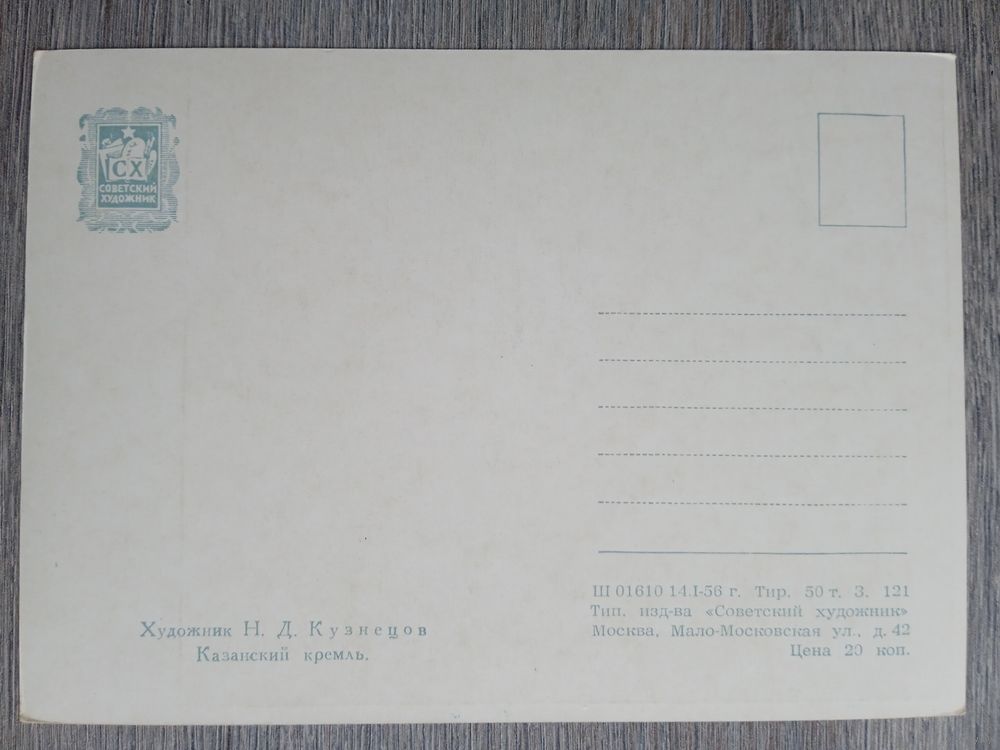 СХ
СОВЕТСКИЙ
ХУДОЖНИК
Художник Н. Д. Кузнецов
Казанский кремль.
Ш 01610 14.I-56 г. Тир. 50 т. З. 121
Тип. изд-ва «Советский художник»
Москва, Мало-Московская ул., д. 42
Цена 20 коп.